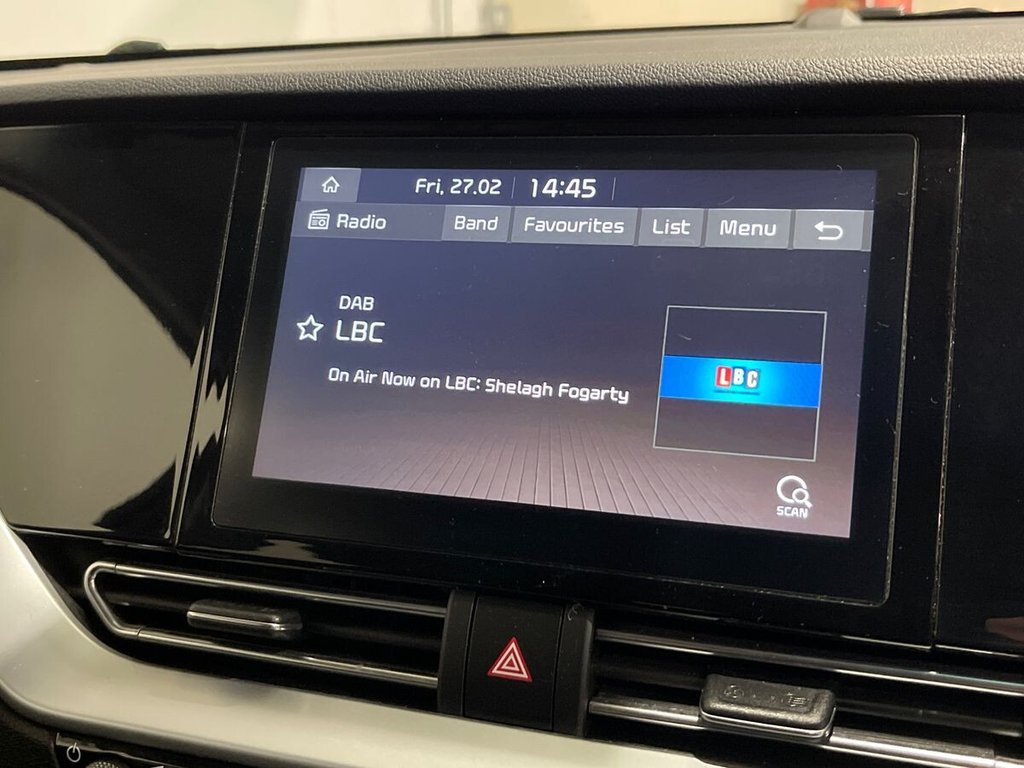 Fri, 27.02 14:45
Radio Band Favourites List Menu
DAB
LBC
On Air Now on LBC: Shelagh Fogarty
LBC
SCAN